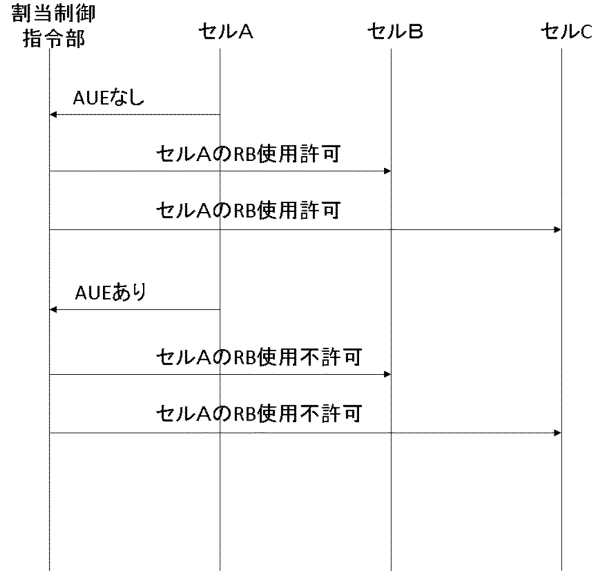 割当制御
指令部
セルA
セルB
セルC
AUEなし
セルAのRB使用許可
セルAのRB使用許可
AUEあり
セルAのRB使用不許可
セルAのRB使用不許可